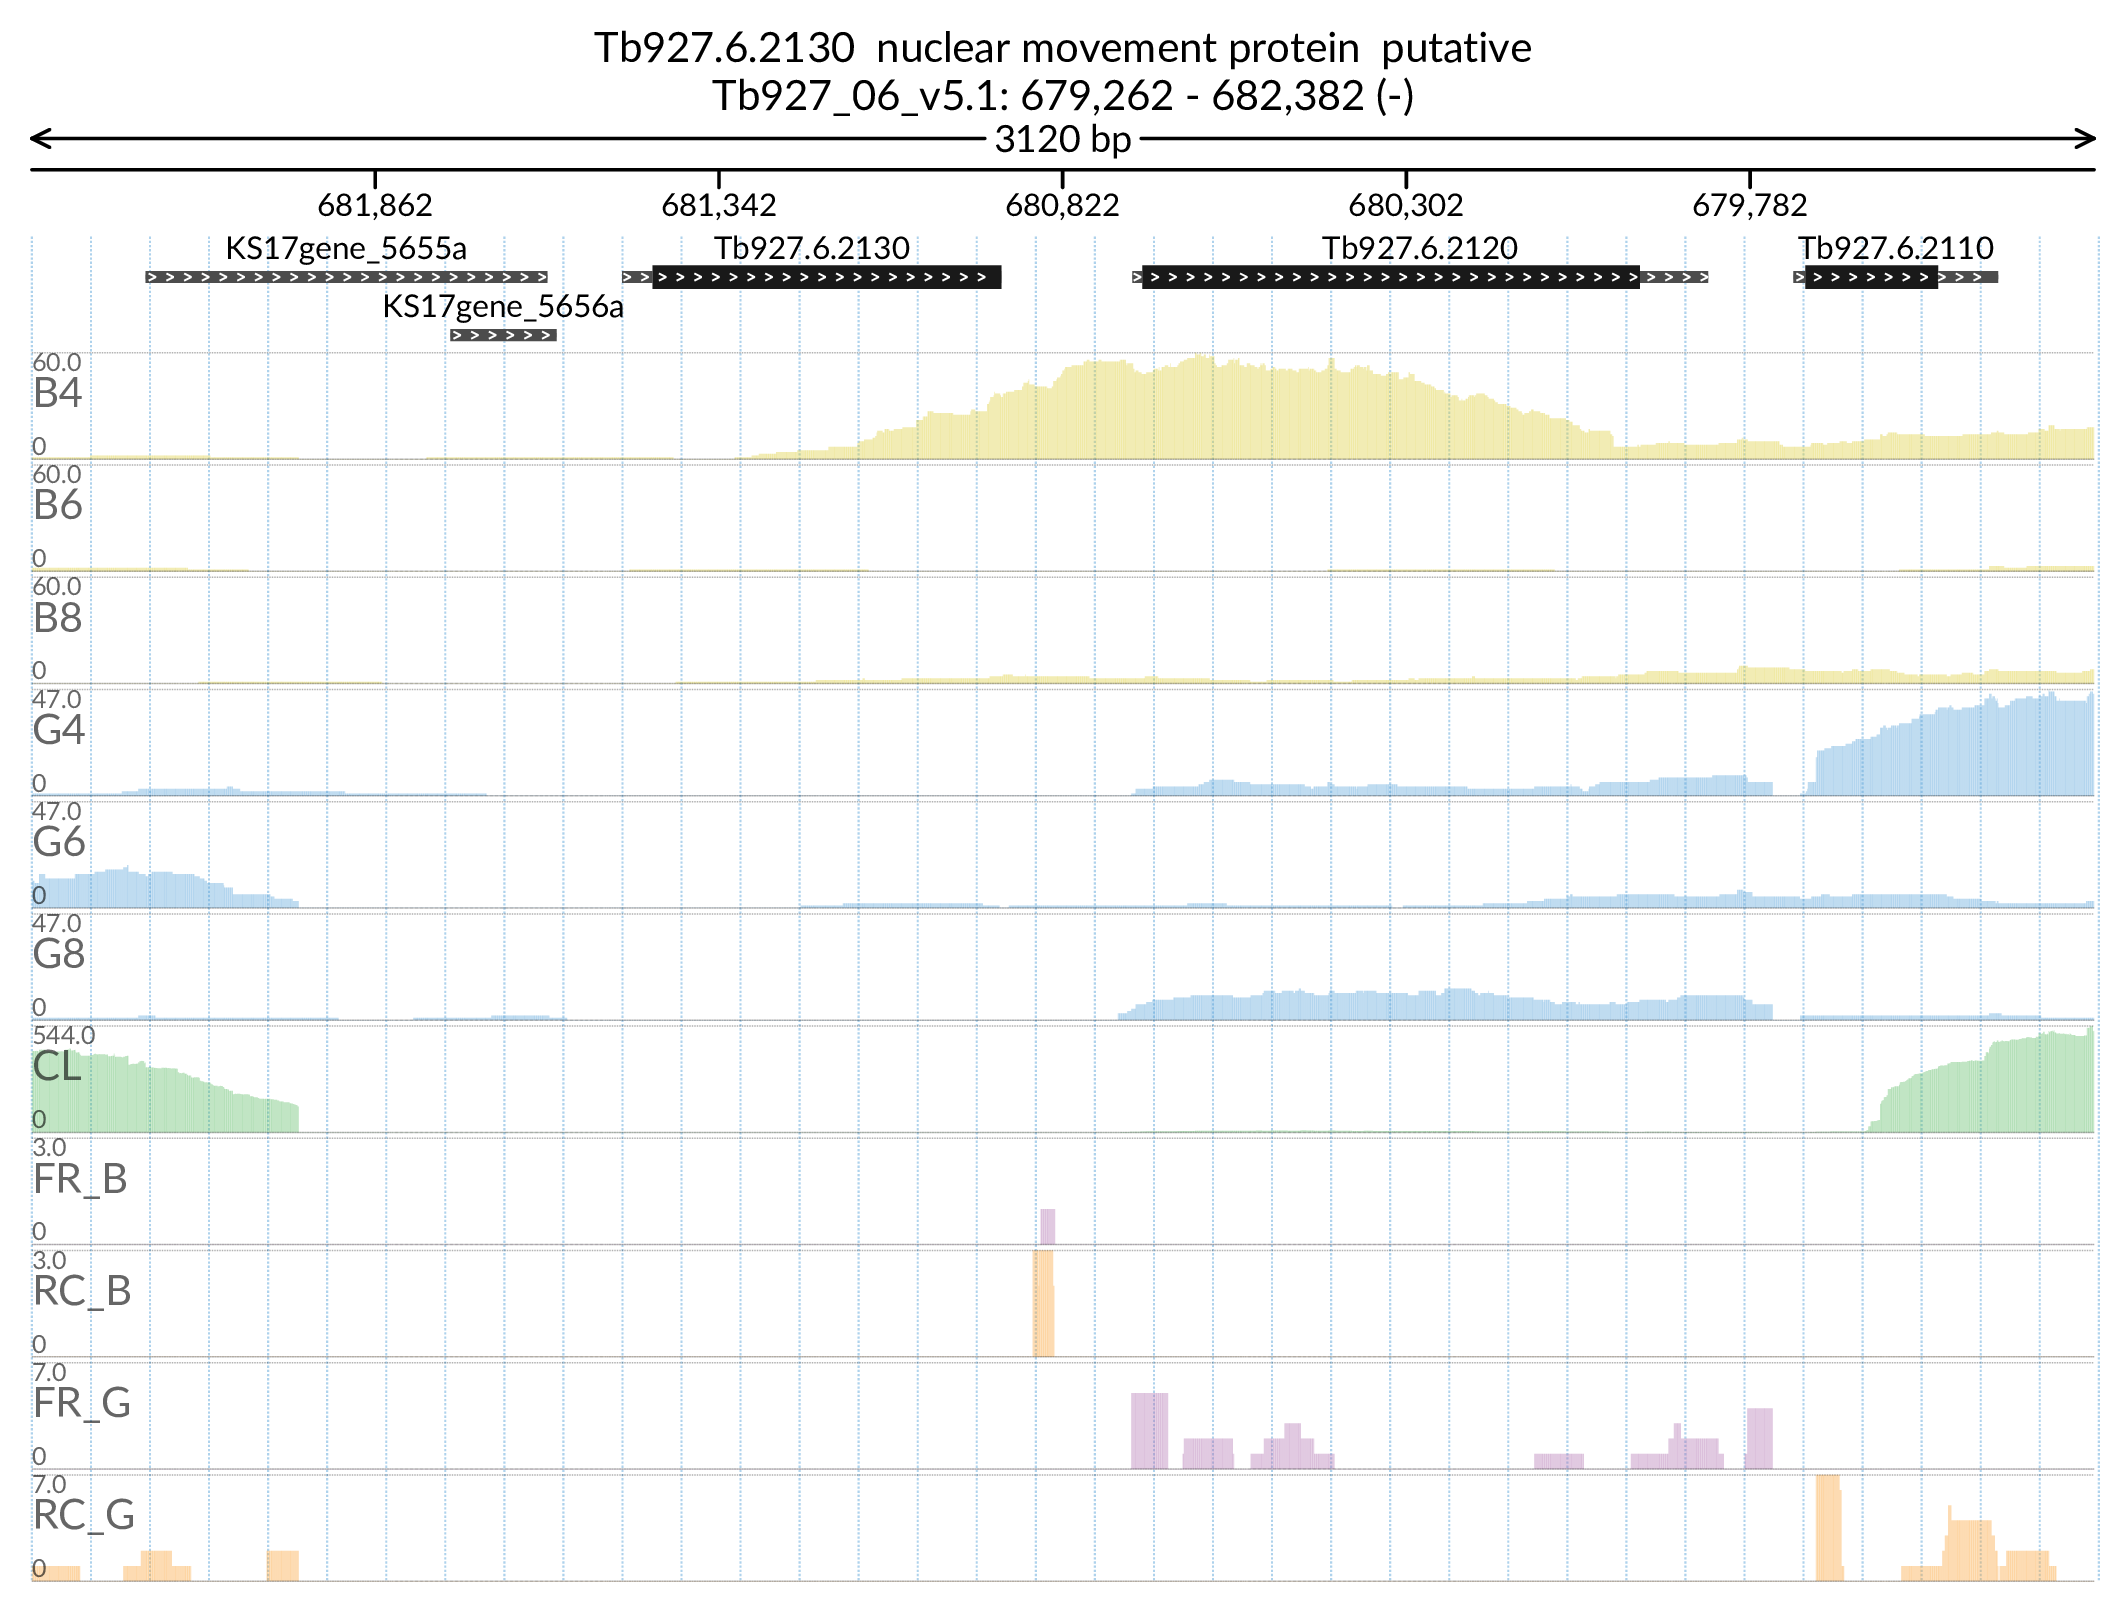 Tb927.6.2130  nuclear movement protein  putative
Tb927_06_v5.1: 679,262 - 682,382 (-)
3120 bp
681,862 681,342 680,822 680,302 679,782
KS17gene_5655a Tb927.6.2130 Tb927.6.2120 Tb927.6.2110
KS17gene_5656a
60.0
B4
0
60.0
B6
0
60.0
B8
0
47.0
G4
0
47.0
G6
0
47.0
G8
0
544.0
CL
0
3.0
FR_B
0
3.0
RC_B
0
7.0
FR_G
0
7.0
RC_G
0